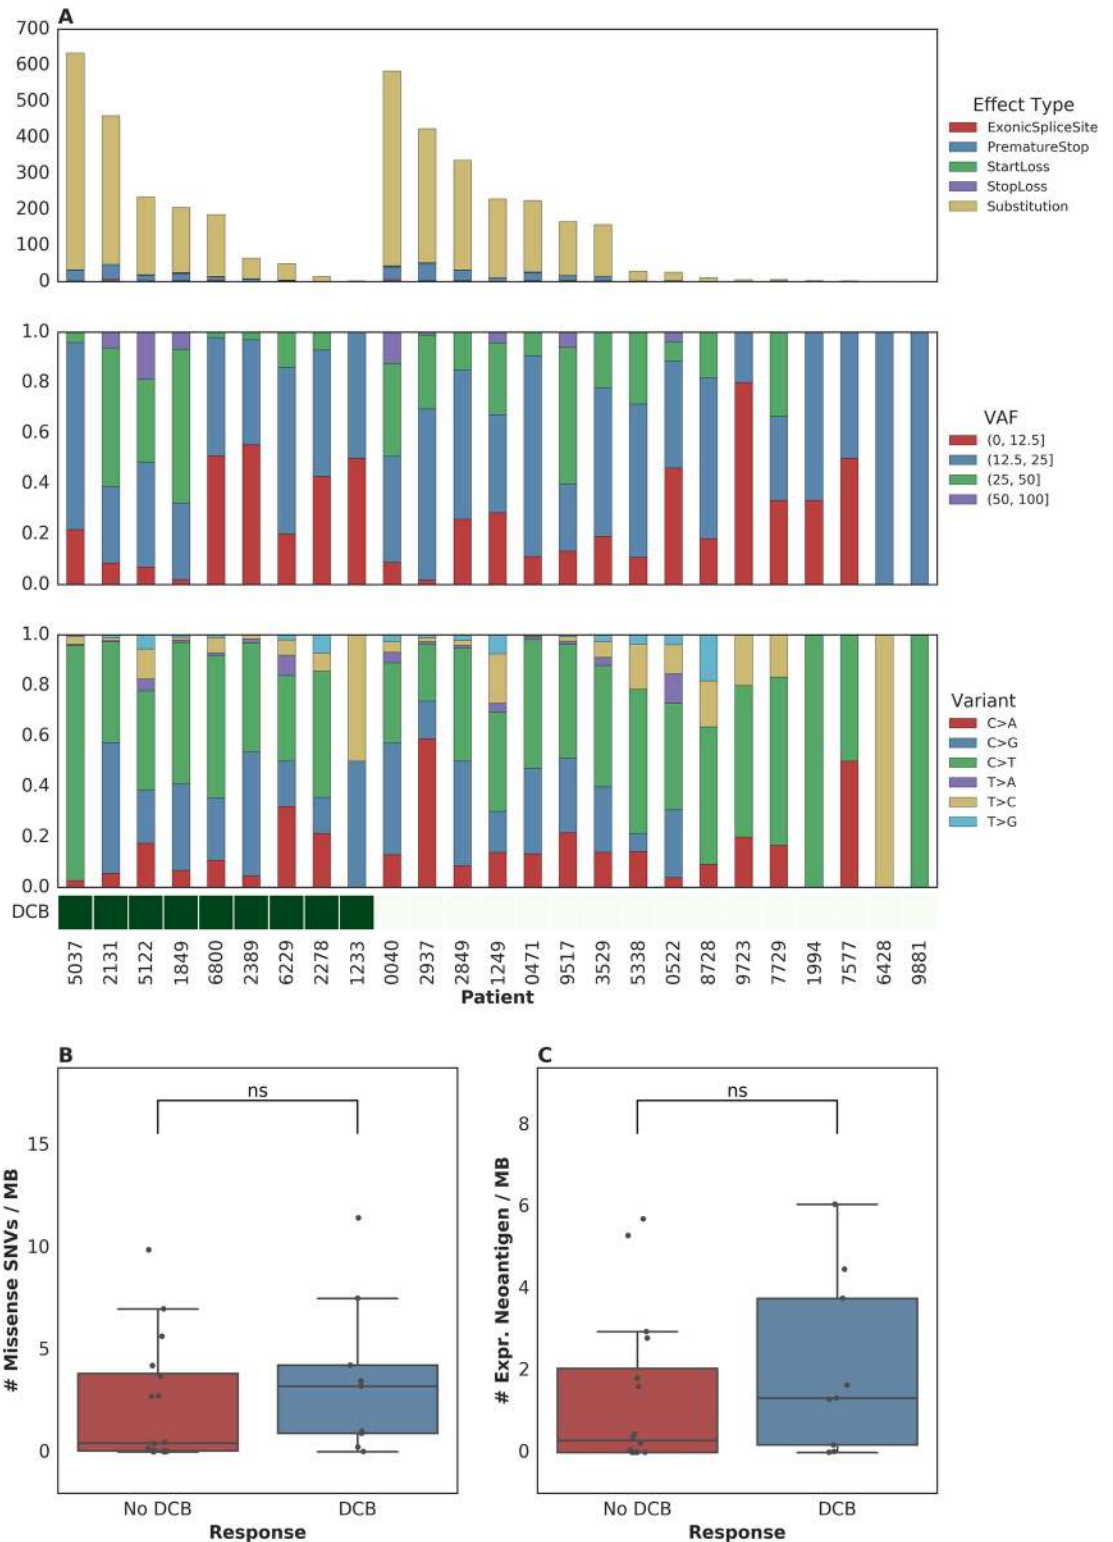 A
700
600
500
400
300
200
100
0
Effect Type
ExonicSpliceSite
PrematureStop
StartLoss
StopLoss
Substitution
1.0
0.8
0.6
0.4
0.2
0.0
VAF
(0, 12.5]
(12.5, 25]
(25, 50]
(50, 100]
1.0
0.8
0.6
0.4
0.2
0.0
Variant
C>A
C>G
C>T
T>A
T>C
T>G
DCB
5037 2131 5122 1849 6800 2389 6229 2278 1233 0040 2937 2849 1249 0471 9517 3529 5338 0522 8728 9723 7729 1994 7577 6428 9881
Patient
B
ns
15
10
5
0
# Missense SNVs / MB
No DCB DCB
Response
C
ns
8
6
4
2
0
# Expr. Neoantigen / MB
No DCB DCB
Response